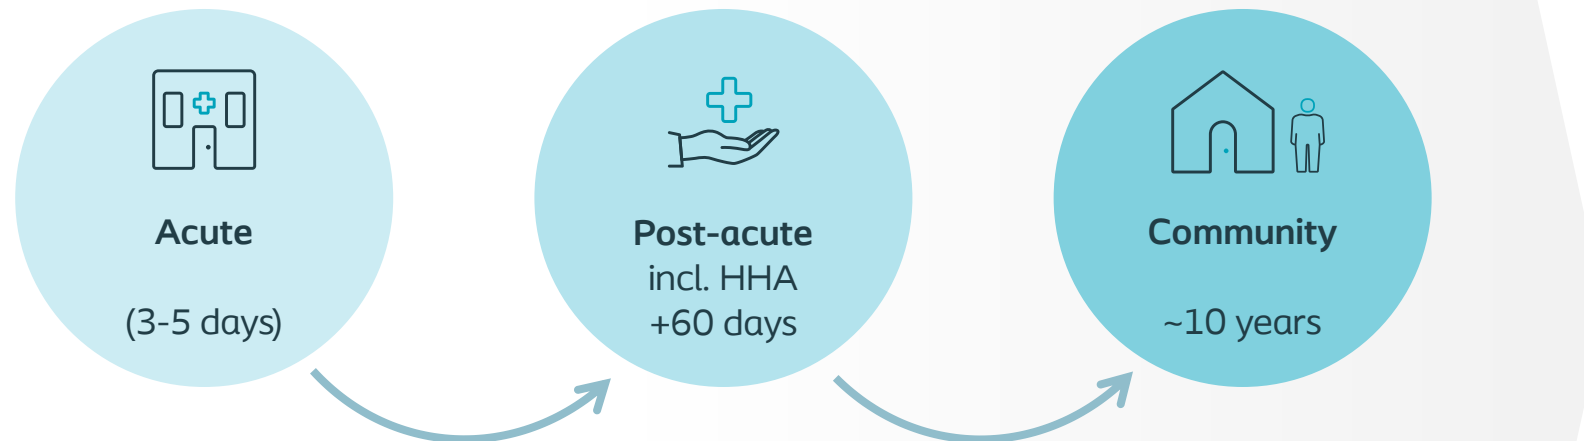 Acute
(3-5 days)
Post-acute
incl. HHA
+60 days
Community
~10 years